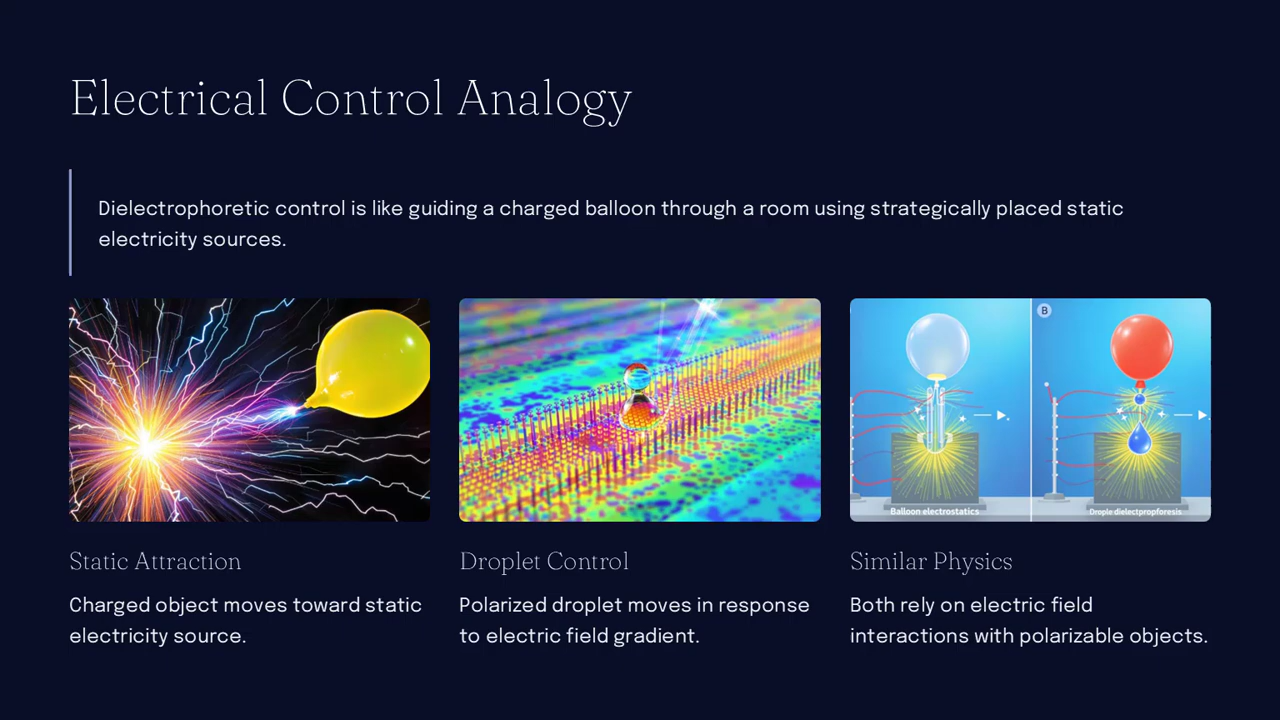 Electrical Control Analogy
Dielectrophoretic control is like guiding a charged balloon through a room using strategically placed static
electricity sources.
B
Balloon electrostatics
Drople dielectpropforesis
Static Attraction
Charged object moves toward static
electricity source.
Droplet Control
Polarized droplet moves in response
to electric field gradient.
Similar Physics
Both rely on electric field
interactions with polarizable objects.